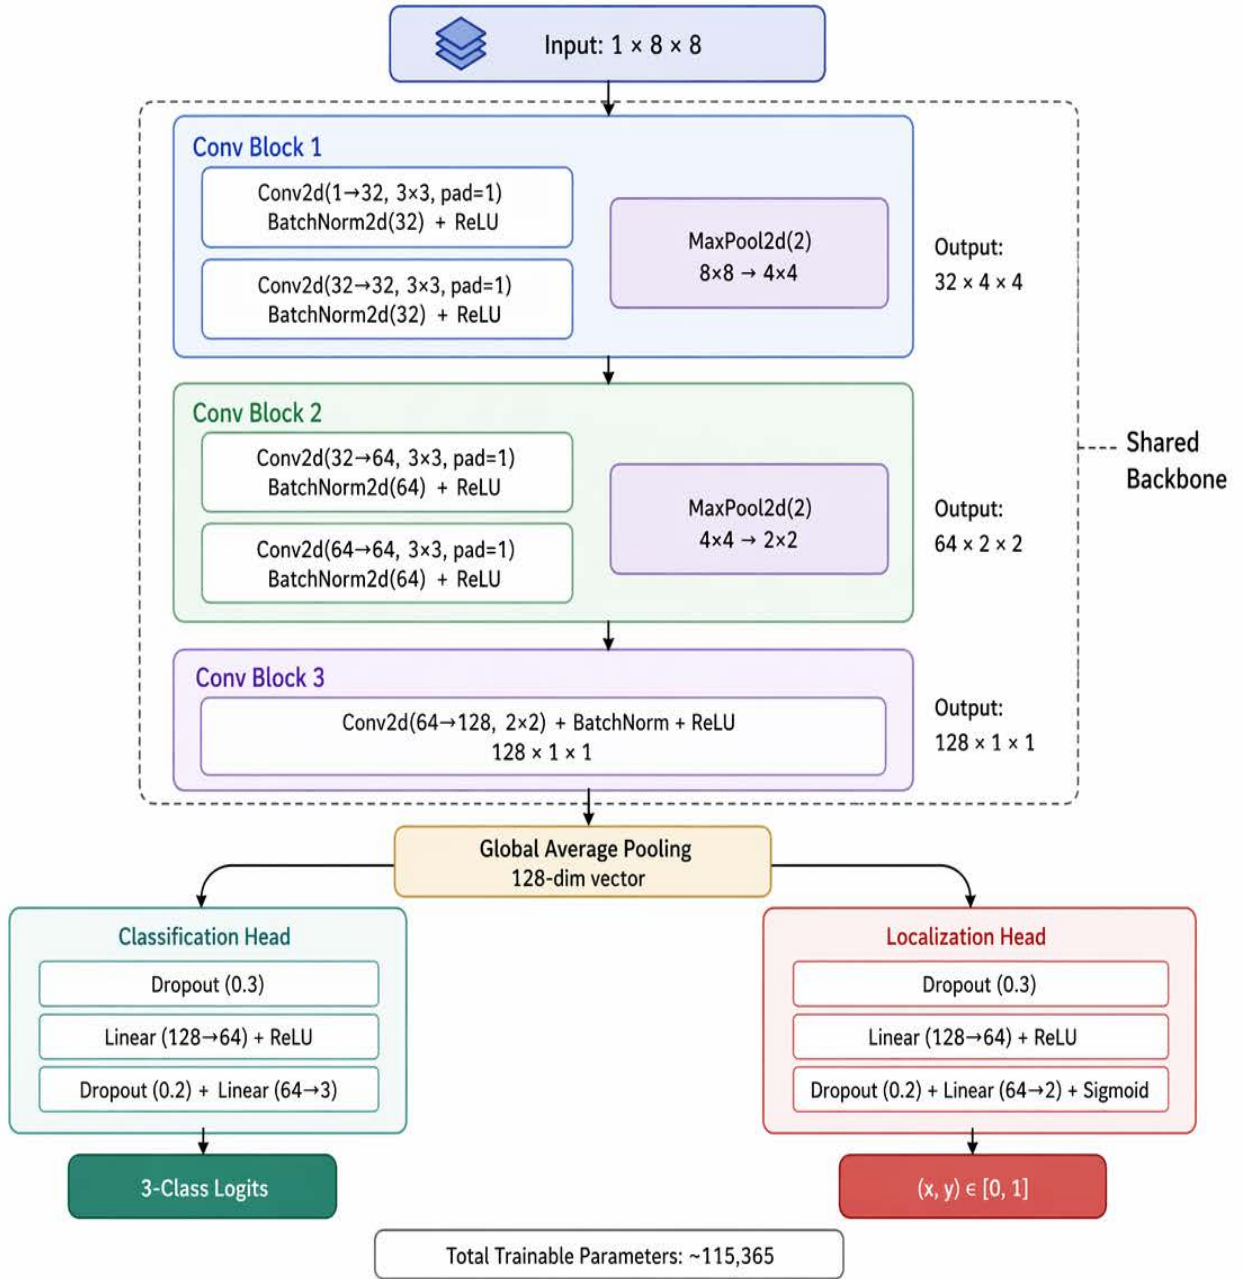 Input: 1 × 8 × 8
Conv Block 1
Conv2d(1→32, 3×3, pad=1)
BatchNorm2d(32) + ReLU
Conv2d(32→32, 3×3, pad=1)
BatchNorm2d(32) + ReLU
MaxPool2d(2)
8×8 → 4×4
Output:
32 × 4 × 4
Conv Block 2
Conv2d(32→64, 3×3, pad=1)
BatchNorm2d(64) + ReLU
Conv2d(64→64, 3×3, pad=1)
BatchNorm2d(64) + ReLU
MaxPool2d(2)
4×4 → 2×2
Output:
64 × 2 × 2
Shared
Backbone
Conv Block 3
Conv2d(64→128, 2×2) + BatchNorm + ReLU
128 × 1 × 1
Output:
128 × 1 × 1
Global Average Pooling
128-dim vector
Classification Head
Dropout (0.3)
Linear (128→64) + ReLU
Dropout (0.2) + Linear (64→3)
3-Class Logits
Localization Head
Dropout (0.3)
Linear (128→64) + ReLU
Dropout (0.2) + Linear (64→2) + Sigmoid
(x, y) ∈ [0, 1]
Total Trainable Parameters: ~115,365